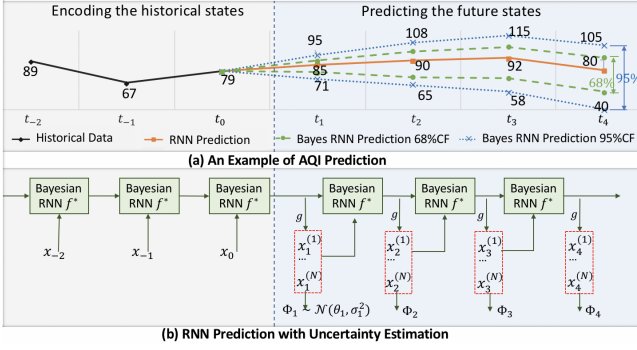 Encoding the historical states
Predicting the future states
89
67
79
95
85
71
108
90
65
115
92
58
105
80
68%
40
95%
t₋₂
t₋₁
t₀
t₁
t₂
t₃
t₄
Historical Data
RNN Prediction
Bayes RNN Prediction 68%CF
Bayes RNN Prediction 95%CF
(a) An Example of AQI Prediction
Bayesian RNN f*
Bayesian RNN f*
Bayesian RNN f*
Bayesian RNN f*
Bayesian RNN f*
Bayesian RNN f*
x₋₂
x₋₁
x₀
g
g
g
g
x₁⁽¹⁾
...
x₁⁽ᴺ⁾
x₂⁽¹⁾
...
x₂⁽ᴺ⁾
x₃⁽¹⁾
...
x₃⁽ᴺ⁾
x₄⁽¹⁾
...
x₄⁽ᴺ⁾
Φ₁ ~ 𝒩(θ₁, σ₁²)
Φ₂
Φ₃
Φ₄
(b) RNN Prediction with Uncertainty Estimation